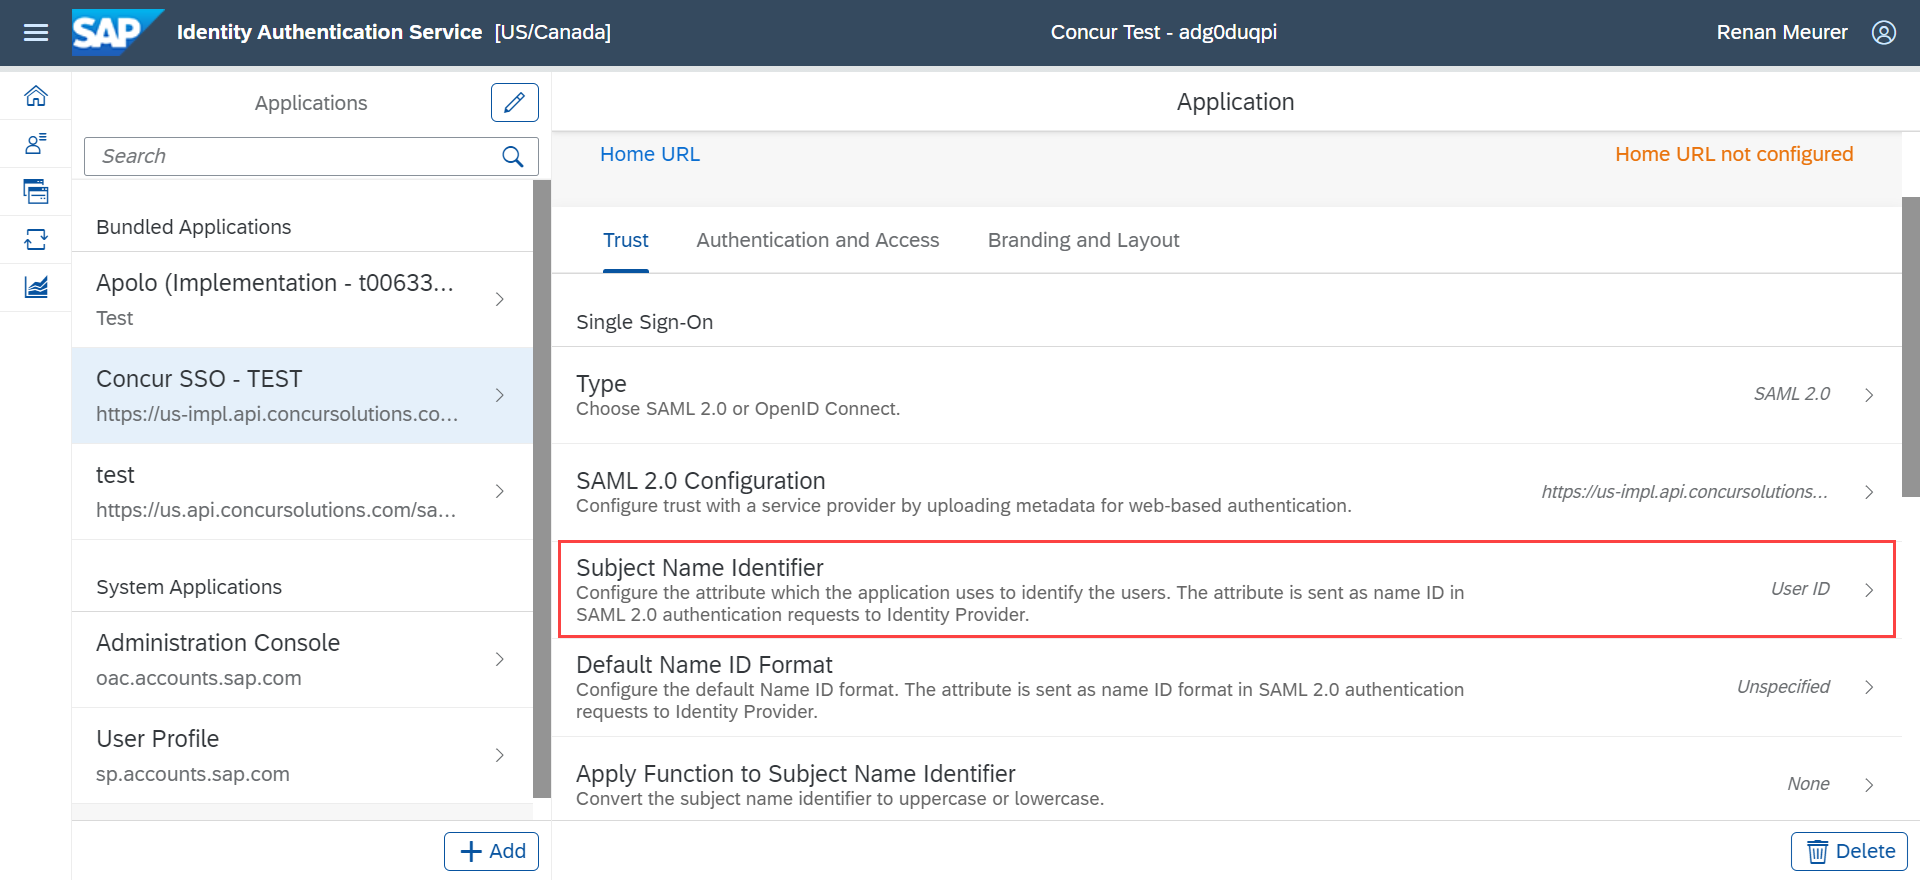 SAP
Identity Authentication Service [US/Canada]
Concur Test - adg0duqpi
Renan Meurer
Applications
Search
Bundled Applications
Apolo (Implementation - t00633...
Test
Concur SSO - TEST
https://us-impl.api.concursolutions.co...
test
https://us.api.concursolutions.com/sa...
System Applications
Administration Console
oac.accounts.sap.com
User Profile
sp.accounts.sap.com
Add
Application
Home URL
Home URL not configured
Trust
Authentication and Access
Branding and Layout
Single Sign-On
Type
Choose SAML 2.0 or OpenID Connect.
SAML 2.0
SAML 2.0 Configuration
Configure trust with a service provider by uploading metadata for web-based authentication.
https://us-impl.api.concursolutions...
Subject Name Identifier
Configure the attribute which the application uses to identify the users. The attribute is sent as name ID in
SAML 2.0 authentication requests to Identity Provider.
User ID
Default Name ID Format
Configure the default Name ID format. The attribute is sent as name ID format in SAML 2.0 authentication
requests to Identity Provider.
Unspecified
Apply Function to Subject Name Identifier
Convert the subject name identifier to uppercase or lowercase.
None
Delete